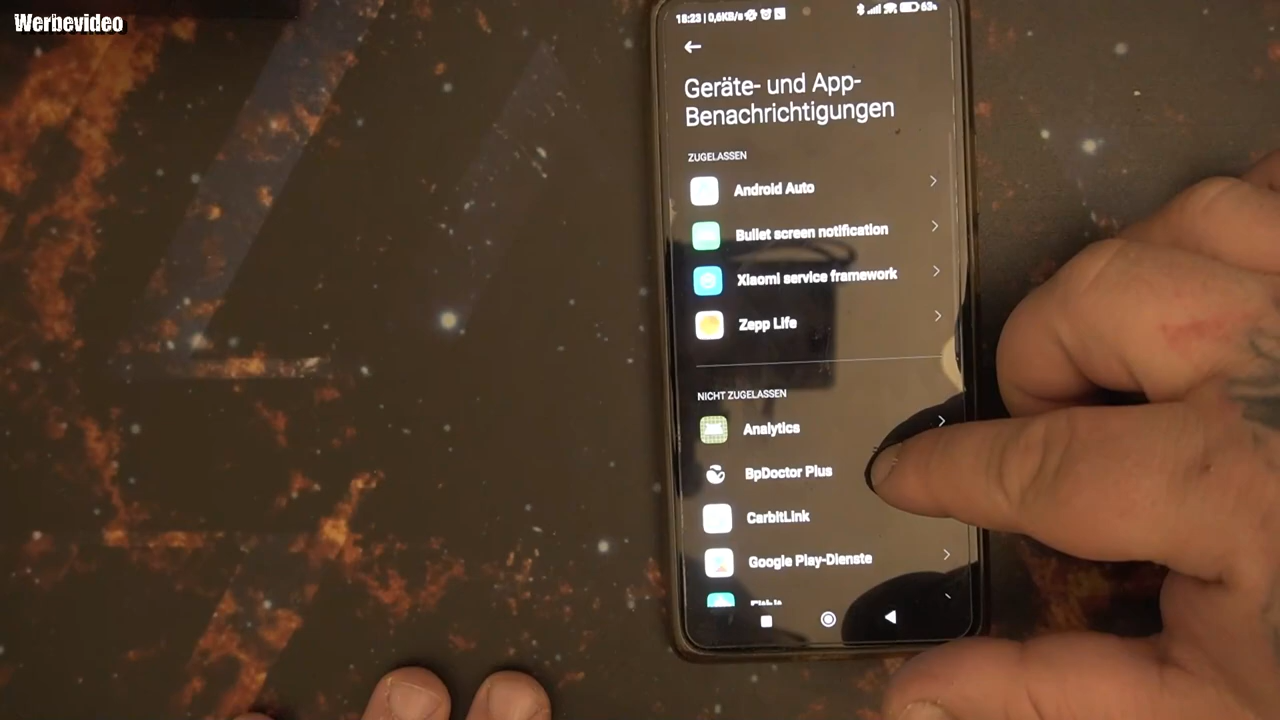 Werbevideo
18:23 | 0,6KB/s
63
Geräte- und App-
Benachrichtigungen
ZUGELASSEN
Android Auto
Bullet screen notification
Xiaomi service framework
Zepp Life
NICHT ZUGELASSEN
Analytics
BpDoctor Plus
CarbitLink
Google Play-Dienste